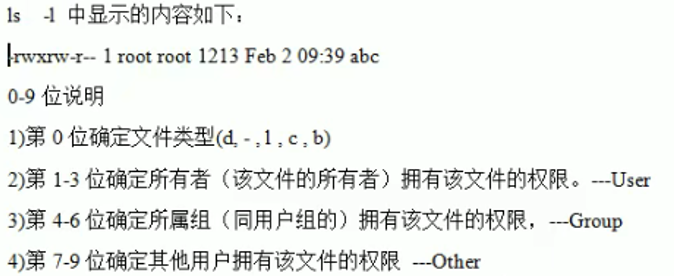 ls -l 中显示的内容如下：
-rwxrw-r-- 1 root root 1213 Feb 2 09:39 abc
0-9 位说明
1)第 0 位确定文件类型(d, - ,l , c , b)
2)第 1-3 位确定所有者（该文件的所有者）拥有该文件的权限。---User
3)第 4-6 位确定所属组（同用户组的）拥有该文件的权限，---Group
4)第 7-9 位确定其他用户拥有该文件的权限 ---Other